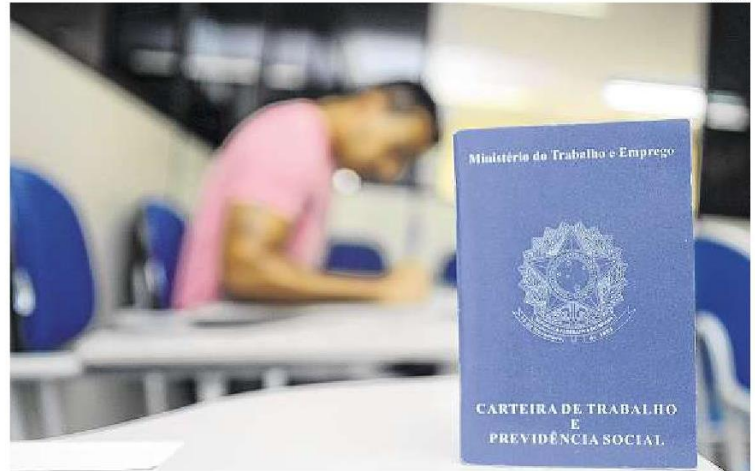 Ministério do Trabalho e Emprego
CARTEIRA DE TRABALHO
E
PREVIDÊNCIA SOCIAL